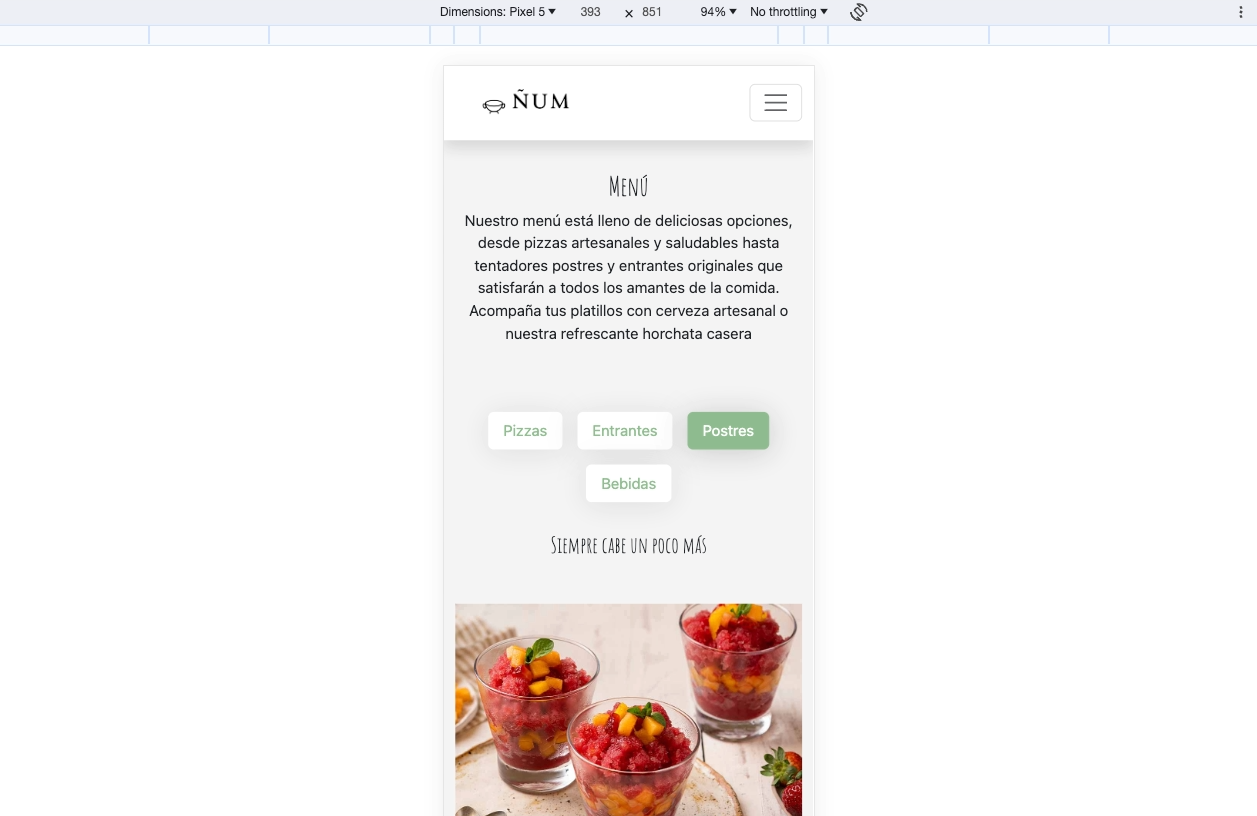 Dimensions: Pixel 5 393 x 851 94% No throttling
ÑUM
Menú
Nuestro menú está lleno de deliciosas opciones,
desde pizzas artesanales y saludables hasta
tentadores postres y entrantes originales que
satisfarán a todos los amantes de la comida.
Acompaña tus platillos con cerveza artesanal o
nuestra refrescante horchata casera
Pizzas Entrantes Postres
Bebidas
Siempre cabe un poco más